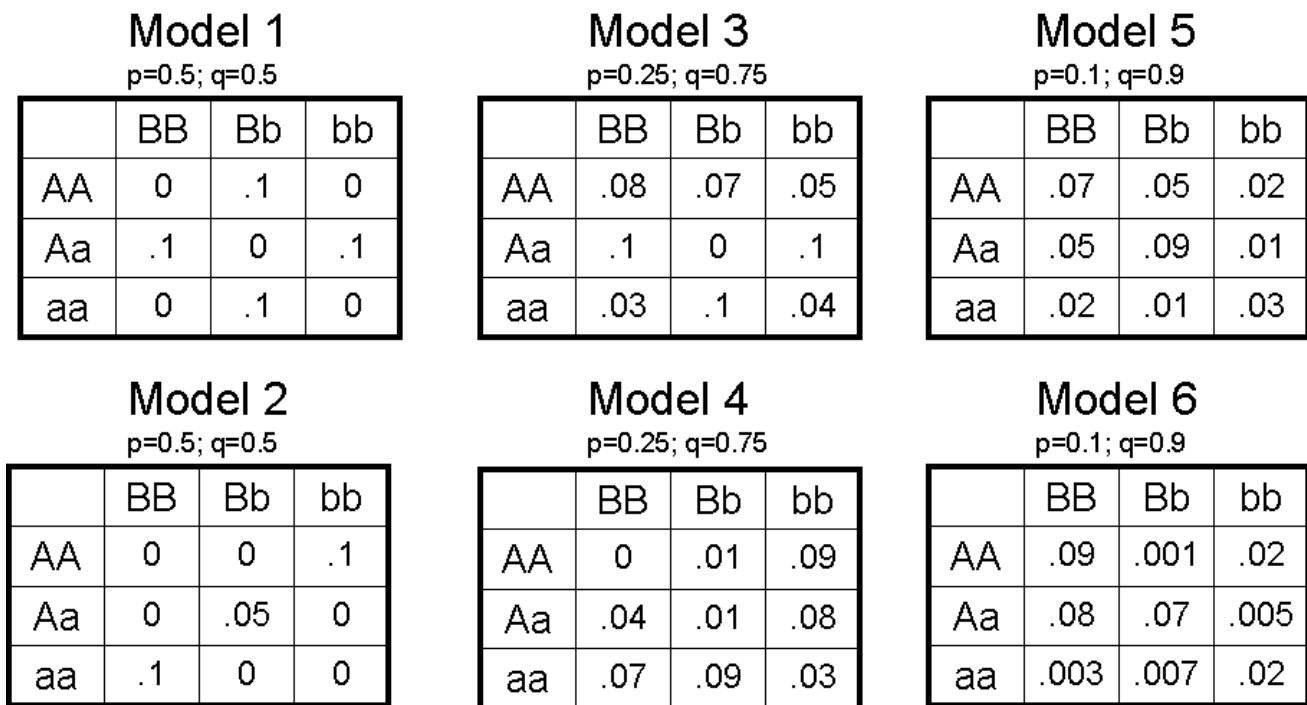 Model 1
p=0.5; q=0.5
BB Bb bb
AA 0 .1 0
Aa .1 0 .1
aa 0 .1 0
Model 3
p=0.25; q=0.75
BB Bb bb
AA .08 .07 .05
Aa .1 0 .1
aa .03 .1 .04
Model 5
p=0.1; q=0.9
BB Bb bb
AA .07 .05 .02
Aa .05 .09 .01
aa .02 .01 .03
Model 2
p=0.5; q=0.5
BB Bb bb
AA 0 0 .1
Aa 0 .05 0
aa .1 0 0
Model 4
p=0.25; q=0.75
BB Bb bb
AA 0 .01 .09
Aa .04 .01 .08
aa .07 .09 .03
Model 6
p=0.1; q=0.9
BB Bb bb
AA .09 .001 .02
Aa .08 .07 .005
aa .003 .007 .02